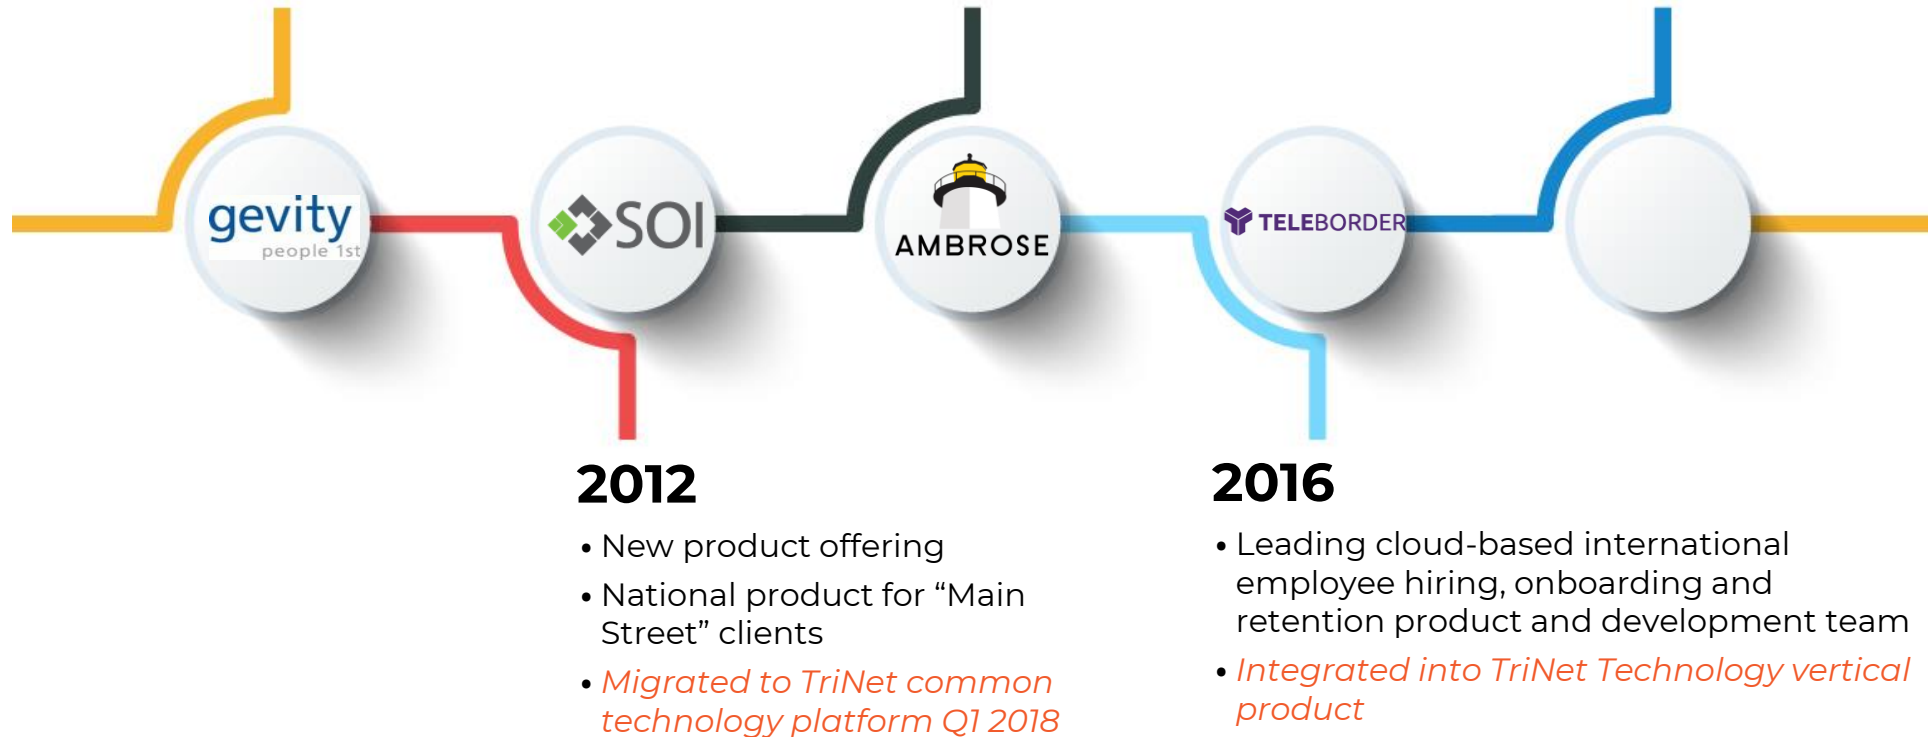 gevity
people 1st
SOI
AMBROSE
TELEBORDER
2012
• New product offering
• National product for “Main
Street” clients
• Migrated to TriNet common
technology platform Q1 2018
2016
• Leading cloud-based international
employee hiring, onboarding and
retention product and development team
• Integrated into TriNet Technology vertical
product